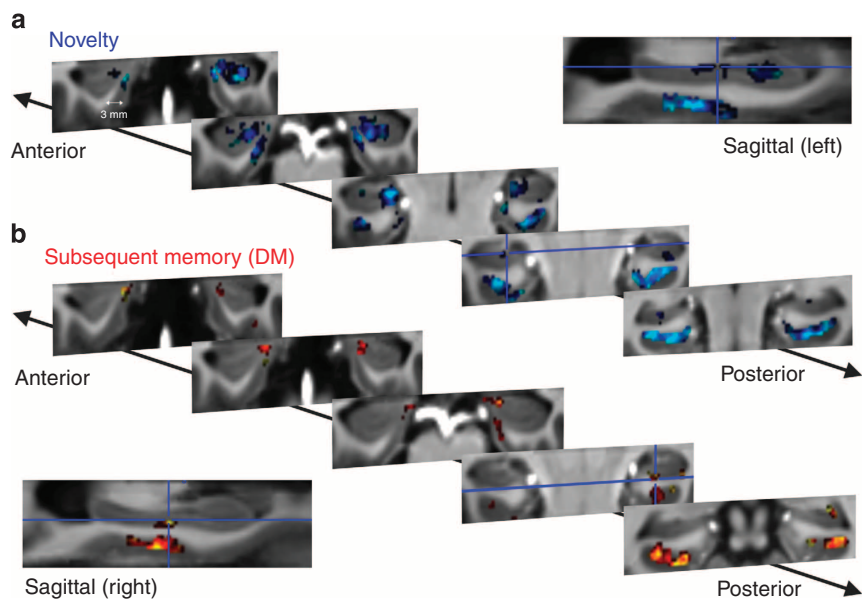 a
Novelty
3 mm
Anterior
Sagittal (left)
b
Subsequent memory (DM)
Anterior
Posterior
Sagittal (right)
Posterior